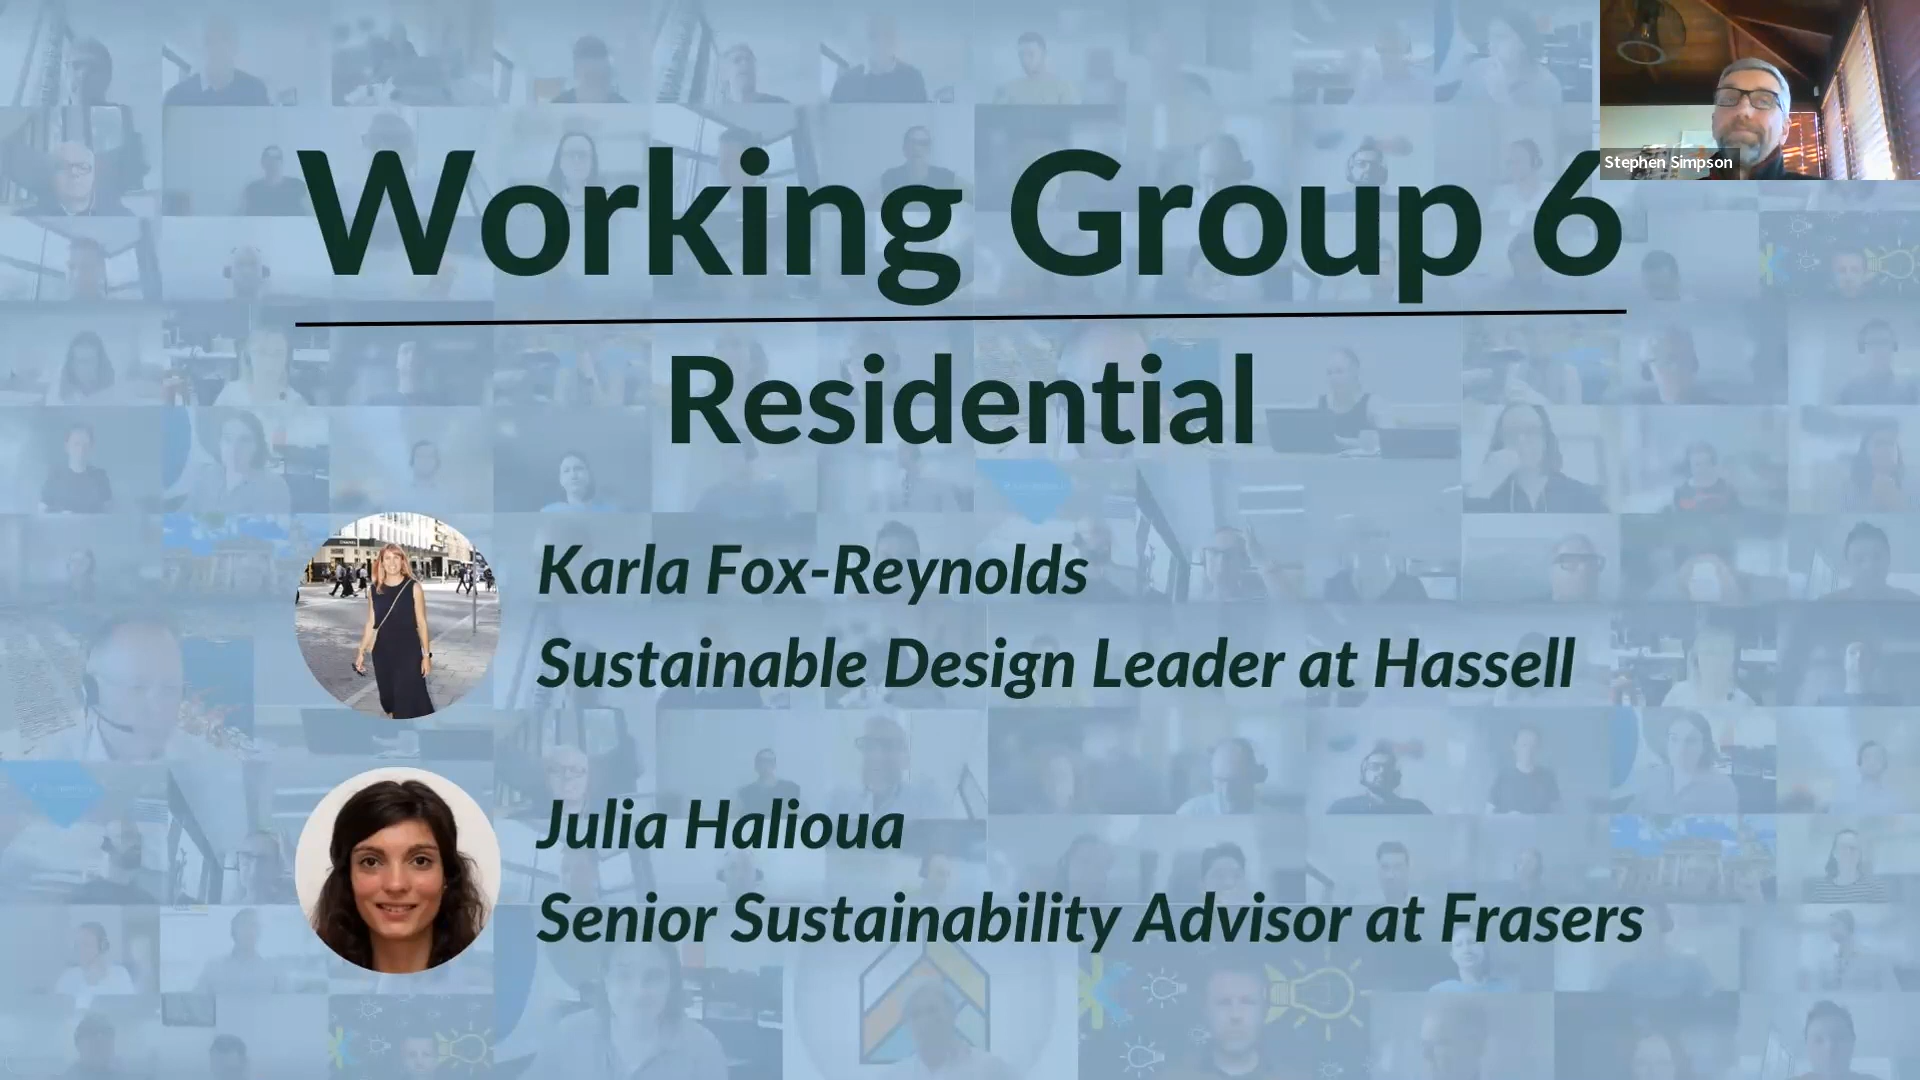 Stephen Simpson
Working Group 6
Residential
Karla Fox-Reynolds
Sustainable Design Leader at Hassell
Julia Halioua
Senior Sustainability Advisor at Frasers